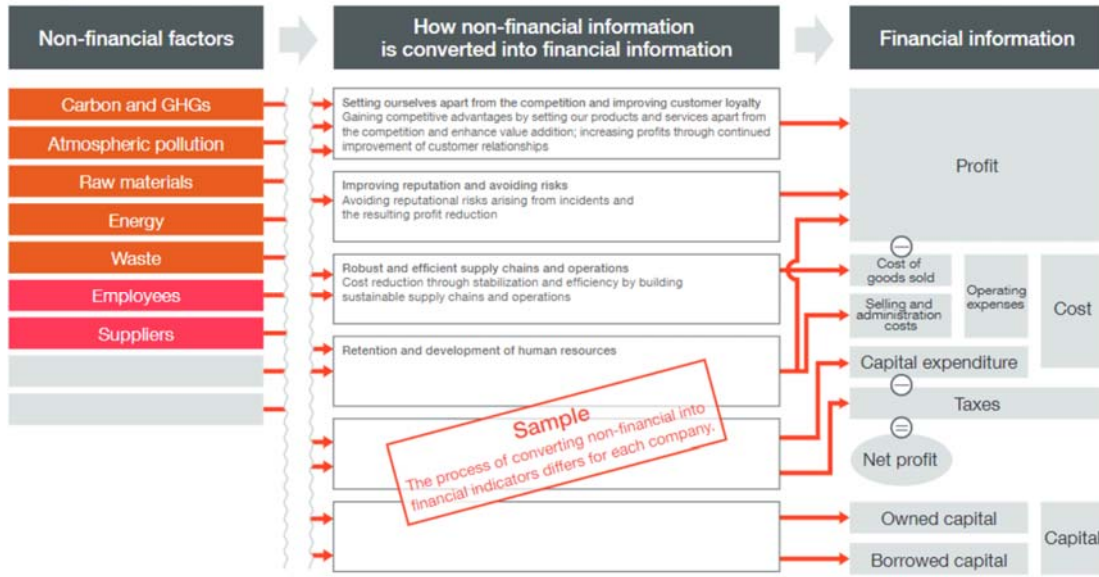 Non-financial factors
How non-financial information
is converted into financial information
Financial information
Carbon and GHGs
Atmospheric pollution
Raw materials
Energy
Waste
Employees
Suppliers
Setting ourselves apart from the competition and improving customer loyalty
Gaining competitive advantages by setting our products and services apart from
the competition and enhance value addition; increasing profits through continued
improvement of customer relationships
Improving reputation and avoiding risks
Avoiding reputational risks arising from incidents and
the resulting profit reduction
Robust and efficient supply chains and operations
Cost reduction through stabilization and efficiency by building
sustainable supply chains and operations
Retention and development of human resources
Sample
The process of converting non-financial into
financial indicators differs for each company.
Profit
Cost of
goods sold
Selling and
administration
costs
Operating
expenses
Cost
Capital expenditure
Taxes
Net profit
Owned capital
Borrowed capital
Capital